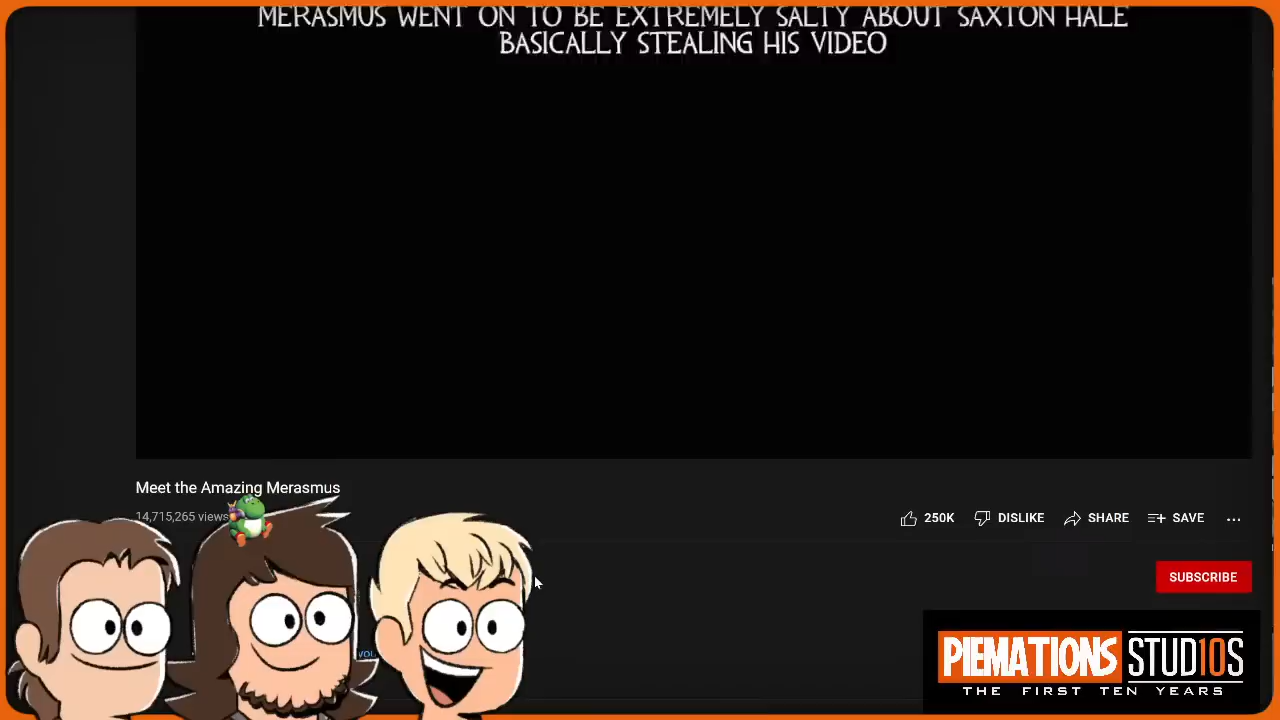 MERASMUS WENT ON TO BE EXTREMELY SALTY ABOUT SAXTON HALE
BASICALLY STEALING HIS VIDEO
Meet the Amazing Merasmus
14,715,265 views
250K DISLIKE SHARE SAVE ...
SUBSCRIBE
PIEMATIONS STUD10S
THE FIRST TEN YEARS